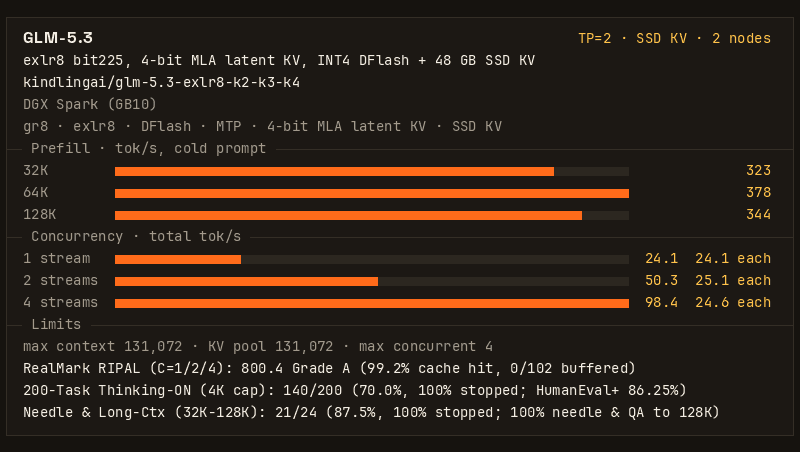 GLM-5.3 TP=2 · SSD KV · 2 nodes
exlr8 bit225, 4-bit MLA latent KV, INT4 DFlash + 48 GB SSD KV
kindlingai/glm-5.3-exlr8-k2-k3-k4
DGX Spark (GB10)
gr8 · exlr8 · DFlash · MTP · 4-bit MLA latent KV · SSD KV
Prefill · tok/s, cold prompt
32K 323
64K 378
128K 344
Concurrency · total tok/s
1 stream 24.1 24.1 each
2 streams 50.3 25.1 each
4 streams 98.4 24.6 each
Limits
max context 131,072 · KV pool 131,072 · max concurrent 4
RealMark RIPAL (C=1/2/4): 800.4 Grade A (99.2% cache hit, 0/102 buffered)
200-Task Thinking-ON (4K cap): 140/200 (70.0%, 100% stopped; HumanEval+ 86.25%)
Needle & Long-Ctx (32K-128K): 21/24 (87.5%, 100% stopped; 100% needle & QA to 128K)